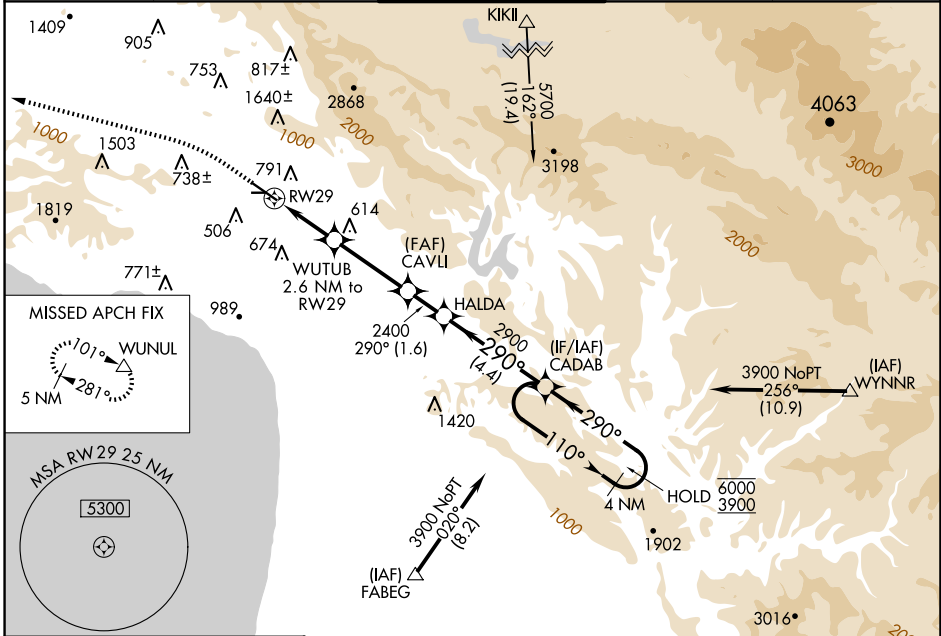 KIKII
1409
905
753
817±
1640±
2868
5700
162°
(19.4)
4063
1000
2000
1000
3000
1503
738±
791
3198
RW29
1819
506
614
674
(FAF)
CAVLI
2000
WUTUB
2.6 NM to
RW29
771±
989
HALDA
MISSED APCH FIX
101°
WUNUL
281°
5 NM
2400
290° (1.6)
2900
290°
(4.4)
(IF/IAF)
CADAB
3900 NoPT
256°
(10.9)
(IAF)
WYNNR
1420
290°
110°
MSA RW29 25 NM
5300
HOLD
6000
3900
4 NM
3900 NoPT
020°
(8.2)
1000
1902
(IAF)
FABEG
3016